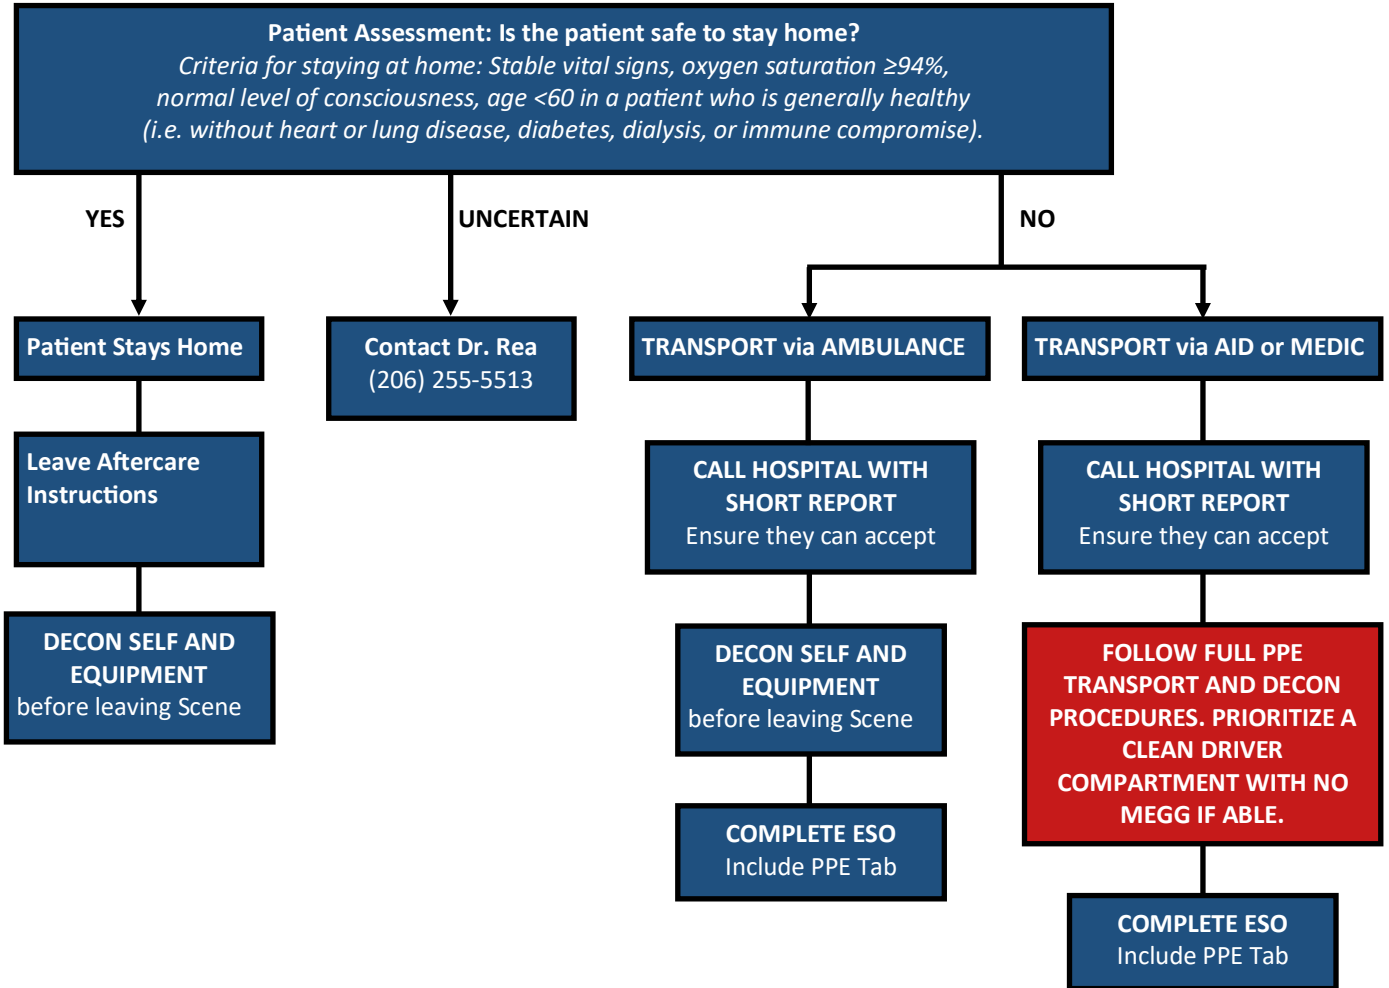 Patient Assessment: Is the patient safe to stay home?
Criteria for staying at home: Stable vital signs, oxygen saturation ≥94%,
normal level of consciousness, age <60 in a patient who is generally healthy
(i.e. without heart or lung disease, diabetes, dialysis, or immune compromise).
YES
UNCERTAIN
NO
Patient Stays Home
Contact Dr. Rea
(206) 255-5513
TRANSPORT via AMBULANCE
TRANSPORT via AID or MEDIC
Leave Aftercare
Instructions
CALL HOSPITAL WITH
SHORT REPORT
Ensure they can accept
CALL HOSPITAL WITH
SHORT REPORT
Ensure they can accept
DECON SELF AND
EQUIPMENT
before leaving Scene
DECON SELF AND
EQUIPMENT
before leaving Scene
FOLLOW FULL PPE
TRANSPORT AND DECON
PROCEDURES. PRIORITIZE A
CLEAN DRIVER
COMPARTMENT WITH NO
MEGG IF ABLE.
COMPLETE ESO
Include PPE Tab
COMPLETE ESO
Include PPE Tab